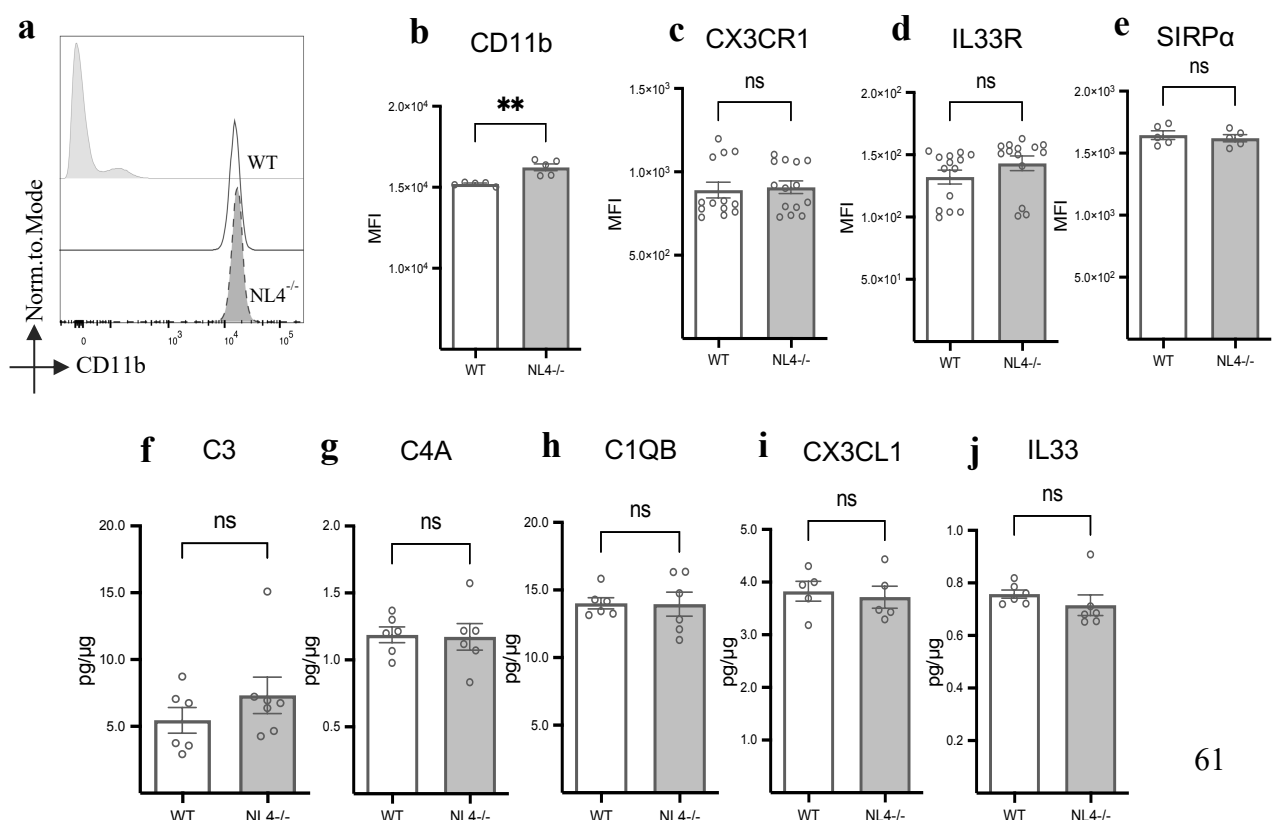 a
WT
NL4-/-
Norm.to.Mode
0 10³ 10⁴ 10⁵
CD11b
b CD11b
**
2.0×10⁴
1.5×10⁴
1.0×10⁴
MFI
WT NL4-/-
c CX3CR1
ns
1.5×10³
1.0×10³
5.0×10²
MFI
WT NL4-/-
d IL33R
ns
2.0×10²
1.5×10²
1.0×10²
5.0×10¹
MFI
WT NL4-/-
e SIRPα
ns
2.0×10³
1.5×10³
1.0×10³
5.0×10²
MFI
WT NL4-/-
f C3
ns
20.0
15.0
10.0
5.0
pg/µg
WT NL4-/-
g C4A
ns
2.0
1.5
1.0
0.5
pg/µg
WT NL4-/-
h C1QB
ns
20.0
15.0
10.0
5.0
pg/µg
WT NL4-/-
i CX3CL1
ns
5.0
4.0
3.0
2.0
1.0
pg/µg
WT NL4-/-
j IL33
ns
1.0
0.8
0.6
0.4
0.2
pg/µg
WT NL4-/-
61